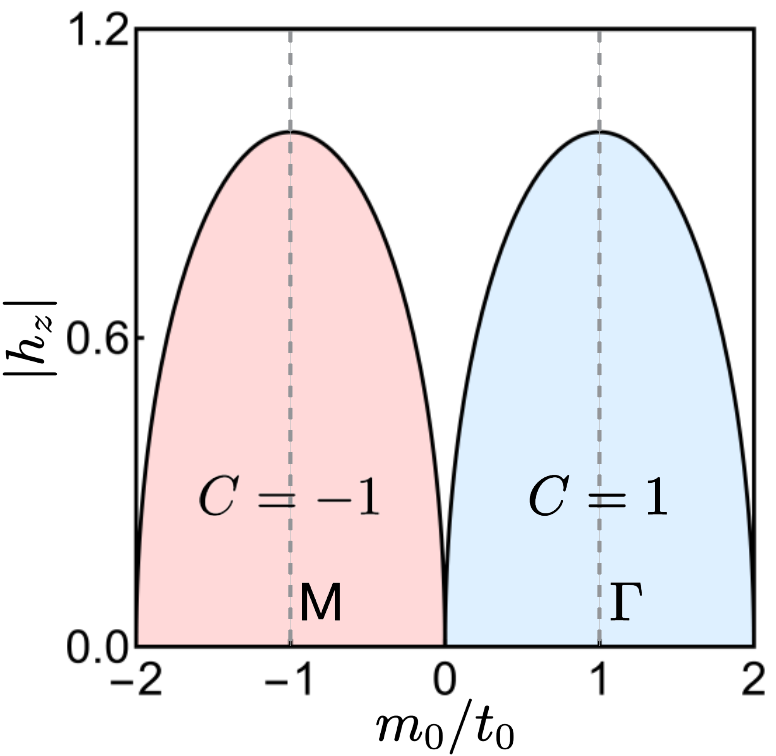 1.2
|h_z|
0.6
C = −1
C = 1
M
Γ
0.0
−2
−1
0
1
2
m_0/t_0